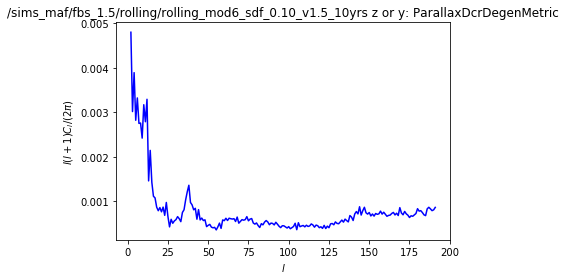 /sims_maf/fbs_1.5/rolling/rolling_mod6_sdf_0.10_v1.5_10yrs z or y: ParallaxDcrDegenMetric
0.005
0.004
0.003
0.002
0.001
l(l + 1)Cₗ/(2π)
0 25 50 75 100 125 150 175 200
l